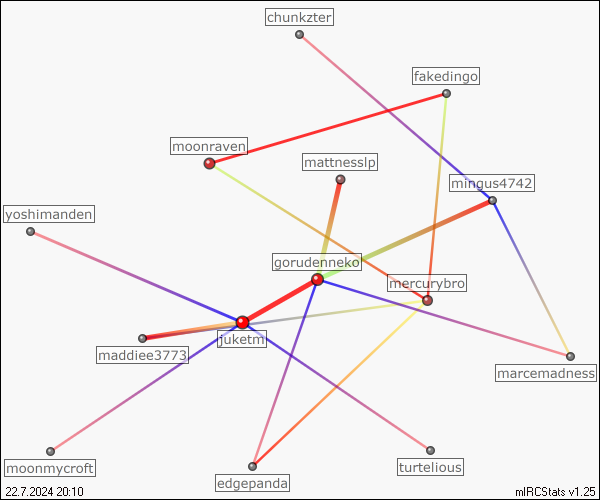 chunkzter
fakedingo
moonraven
mattnesslp
mingus4742
yoshimanden
gorudenneko
mercurybro
juketm
maddiee3773
marcemadness
moonmycroft
turtelious
edgepanda
22.7.2024 20:10
mIRCStats v1.25